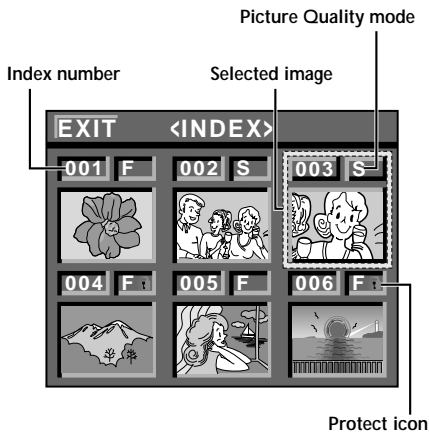 Picture Quality mode
Index number
Selected image
EXIT <INDEX>
001 F 002 S 003 S
004 F 005 F 006 F
Protect icon